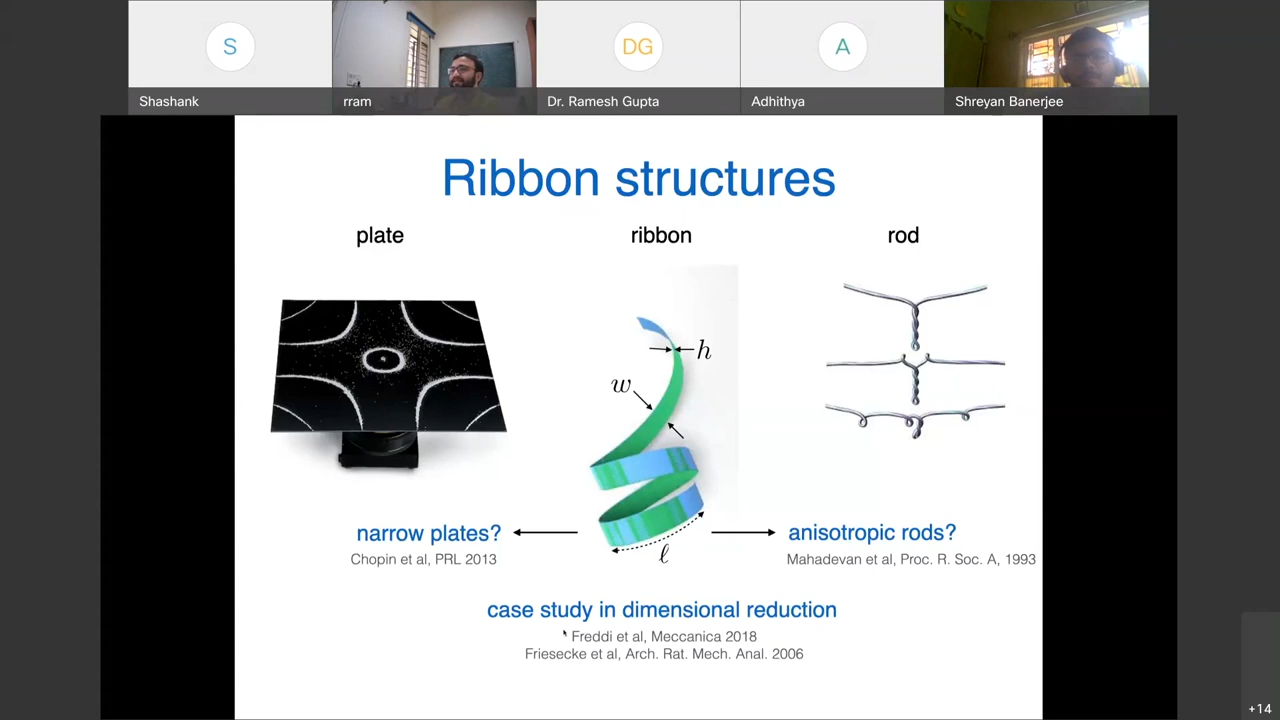 S
DG
A
Shashank
rram
Dr. Ramesh Gupta
Adhithya
Shreyan Banerjee
Ribbon structures
plate
ribbon
rod
h
w
narrow plates?
anisotropic rods?
ℓ
Chopin et al, PRL 2013
Mahadevan et al, Proc. R. Soc. A, 1993
case study in dimensional reduction
Freddi et al, Meccanica 2018
Friesecke et al, Arch. Rat. Mech. Anal. 2006
+14